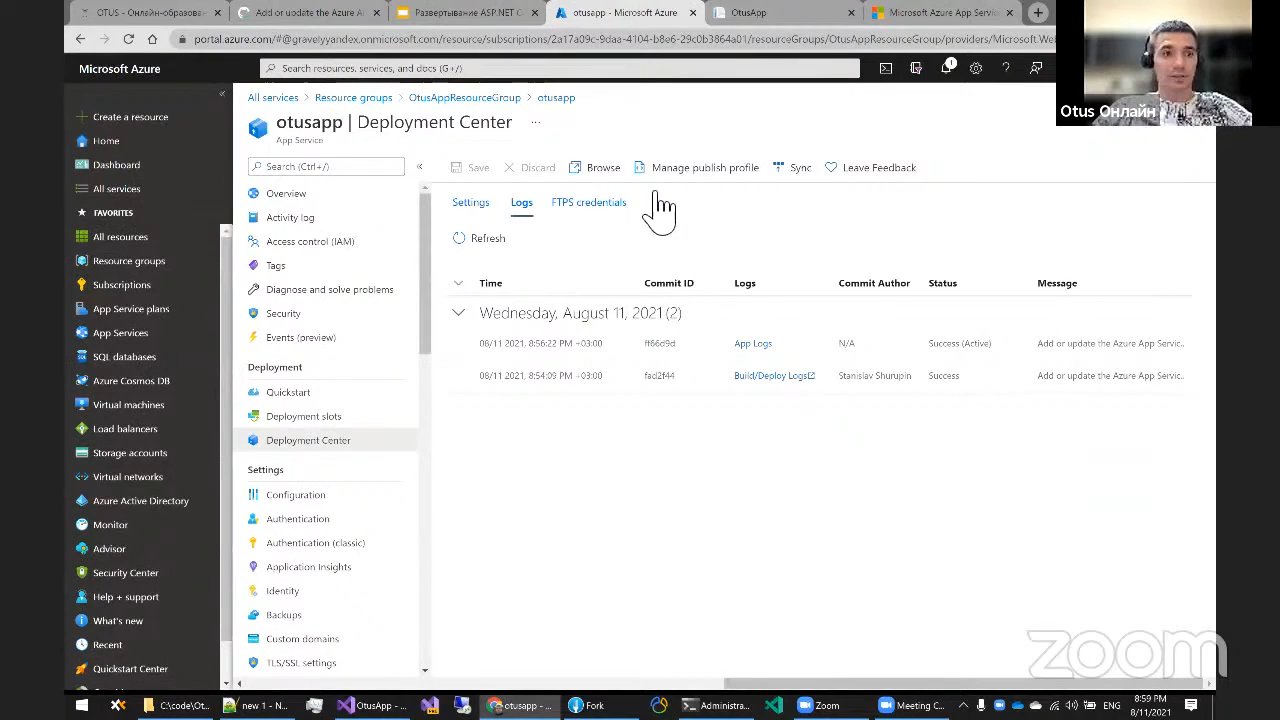 OTUS - Онлайн-образование
Add or update the Azure A
Развертывание ASP.NET C
otusapp - Microsoft Azure
OtusApp
Microsoft Azure App Service
portal.azure.com/#@gravelyyandex.onmicrosoft.com/resource/subscriptions/2a17a09c-9daa-4104-b8e6-29c0b3864a01/resourceGroups/OtusAppResourceGroup/providers/Microsoft.We
Microsoft Azure
Search resources, services, and docs (G+/)
1
Otus Онлайн
Create a resource
Home
Dashboard
All services
FAVORITES
All resources
Resource groups
Subscriptions
App Service plans
App Services
SQL databases
Azure Cosmos DB
Virtual machines
Load balancers
Storage accounts
Virtual networks
Azure Active Directory
Monitor
Advisor
Security Center
Help + support
What's new
Recent
Quickstart Center
All services > Resource groups > OtusAppResourceGroup > otusapp
otusapp | Deployment Center ...
App Service
Search (Ctrl+/)
Overview
Activity log
Access control (IAM)
Tags
Diagnose and solve problems
Security
Events (preview)
Deployment
Quickstart
Deployment slots
Deployment Center
Settings
Configuration
Authentication
Authentication (classic)
Application Insights
Identity
Backups
Custom domains
TLS/SSL settings
Save Discard Browse Manage publish profile Sync Leave Feedback
Settings Logs FTPS credentials
Refresh
Time Commit ID Logs Commit Author Status Message
Wednesday, August 11, 2021 (2)
08/11 2021, 8:56:22 PM +03:00 ff66d9d App Logs N/A Success (Active) Add or update the Azure App Servic..
08/11 2021, 8:54:09 PM +03:00 fad2f44 Build/Deploy Logs Stanislav Shurupin Success Add or update the Azure App Servic..
zoom
C:\code\Ot...
new 1 - N...
OtusApp - ...
otusapp - ...
Fork
Administra...
Zoom
Meeting C...
ENG
8:59 PM
8/11/2021